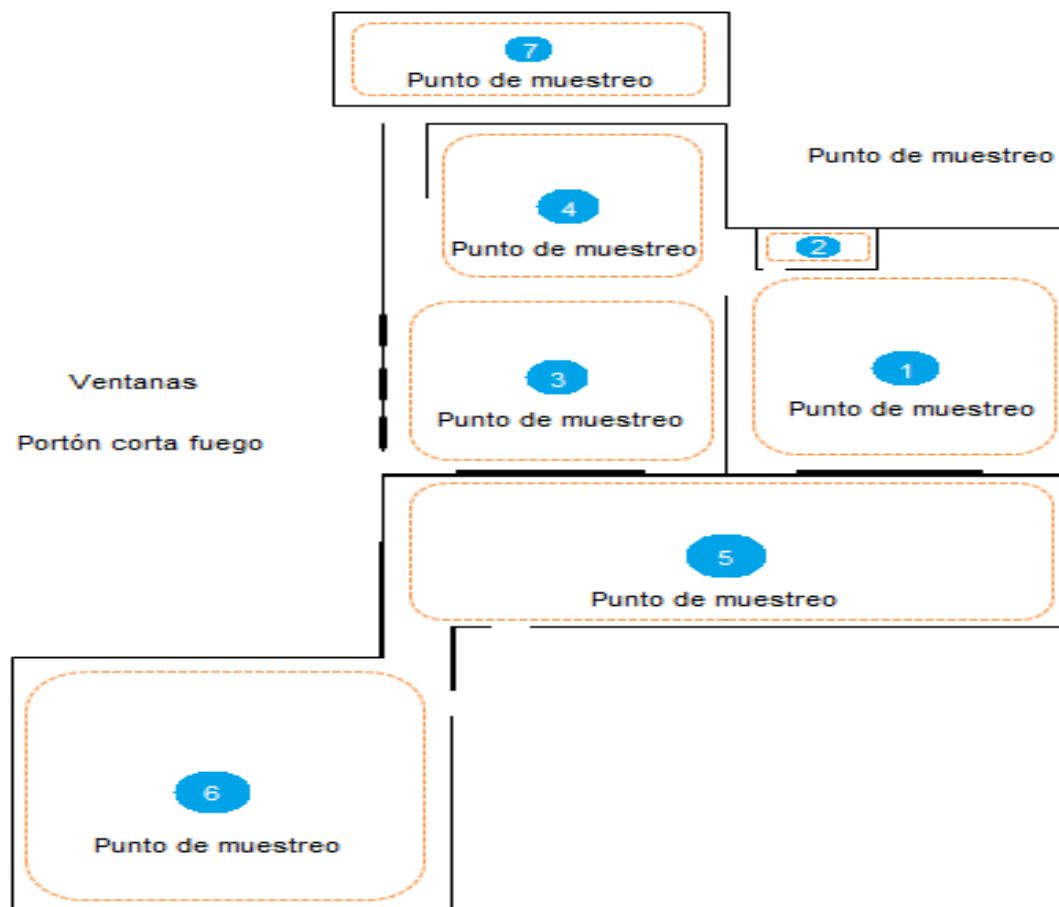 7
Punto de muestreo
Punto de muestreo
4
Punto de muestreo
2
3
Punto de muestreo
1
Punto de muestreo
Ventanas
Portón corta fuego
5
Punto de muestreo
6
Punto de muestreo